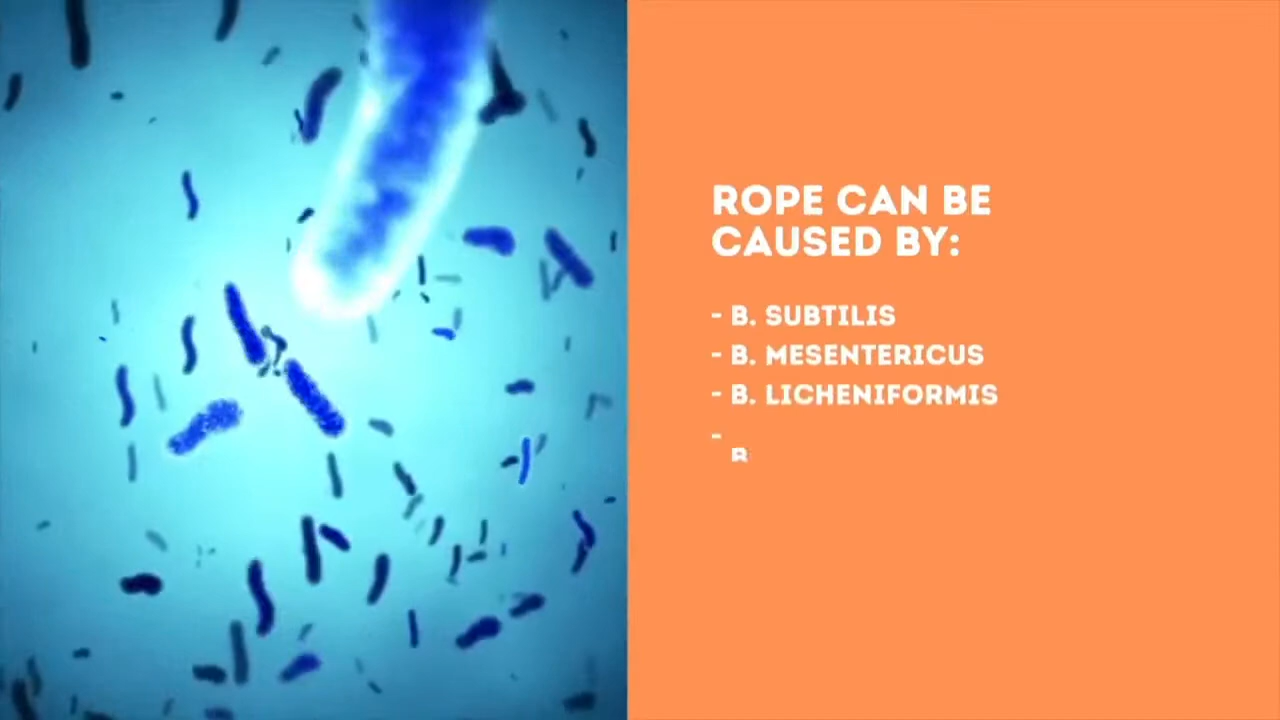 ROPE CAN BE
CAUSED BY:
- B. SUBTILIS
- B. MESENTERICUS
- B. LICHENIFORMIS
-